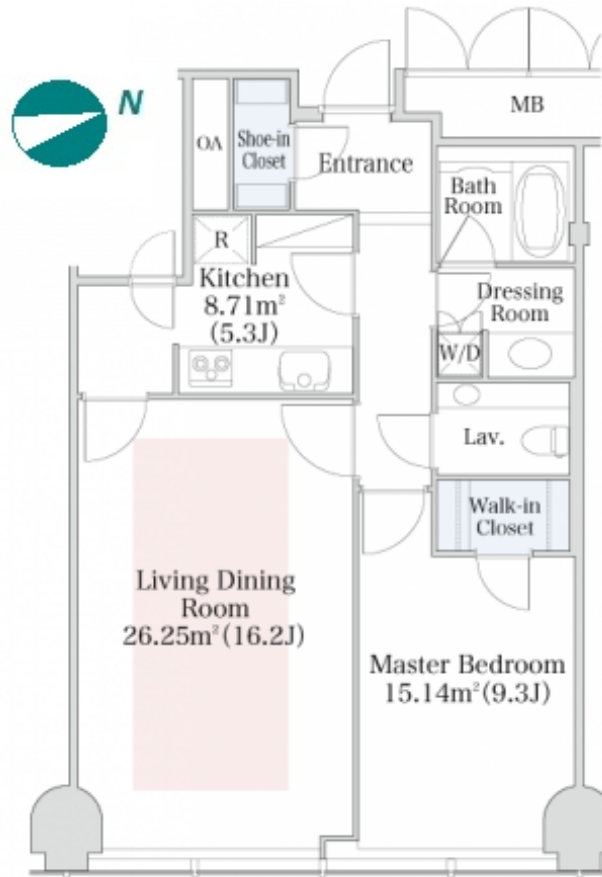 N
MB
OA
Shoe-in
Closet
Entrance
Bath
Room
R
Kitchen
8.71m²
(5.3J)
Dressing
Room
W/D
Lav.
Walk-in
Closet
Living Dining
Room
26.25m²(16.2J)
Master Bedroom
15.14m²(9.3J)